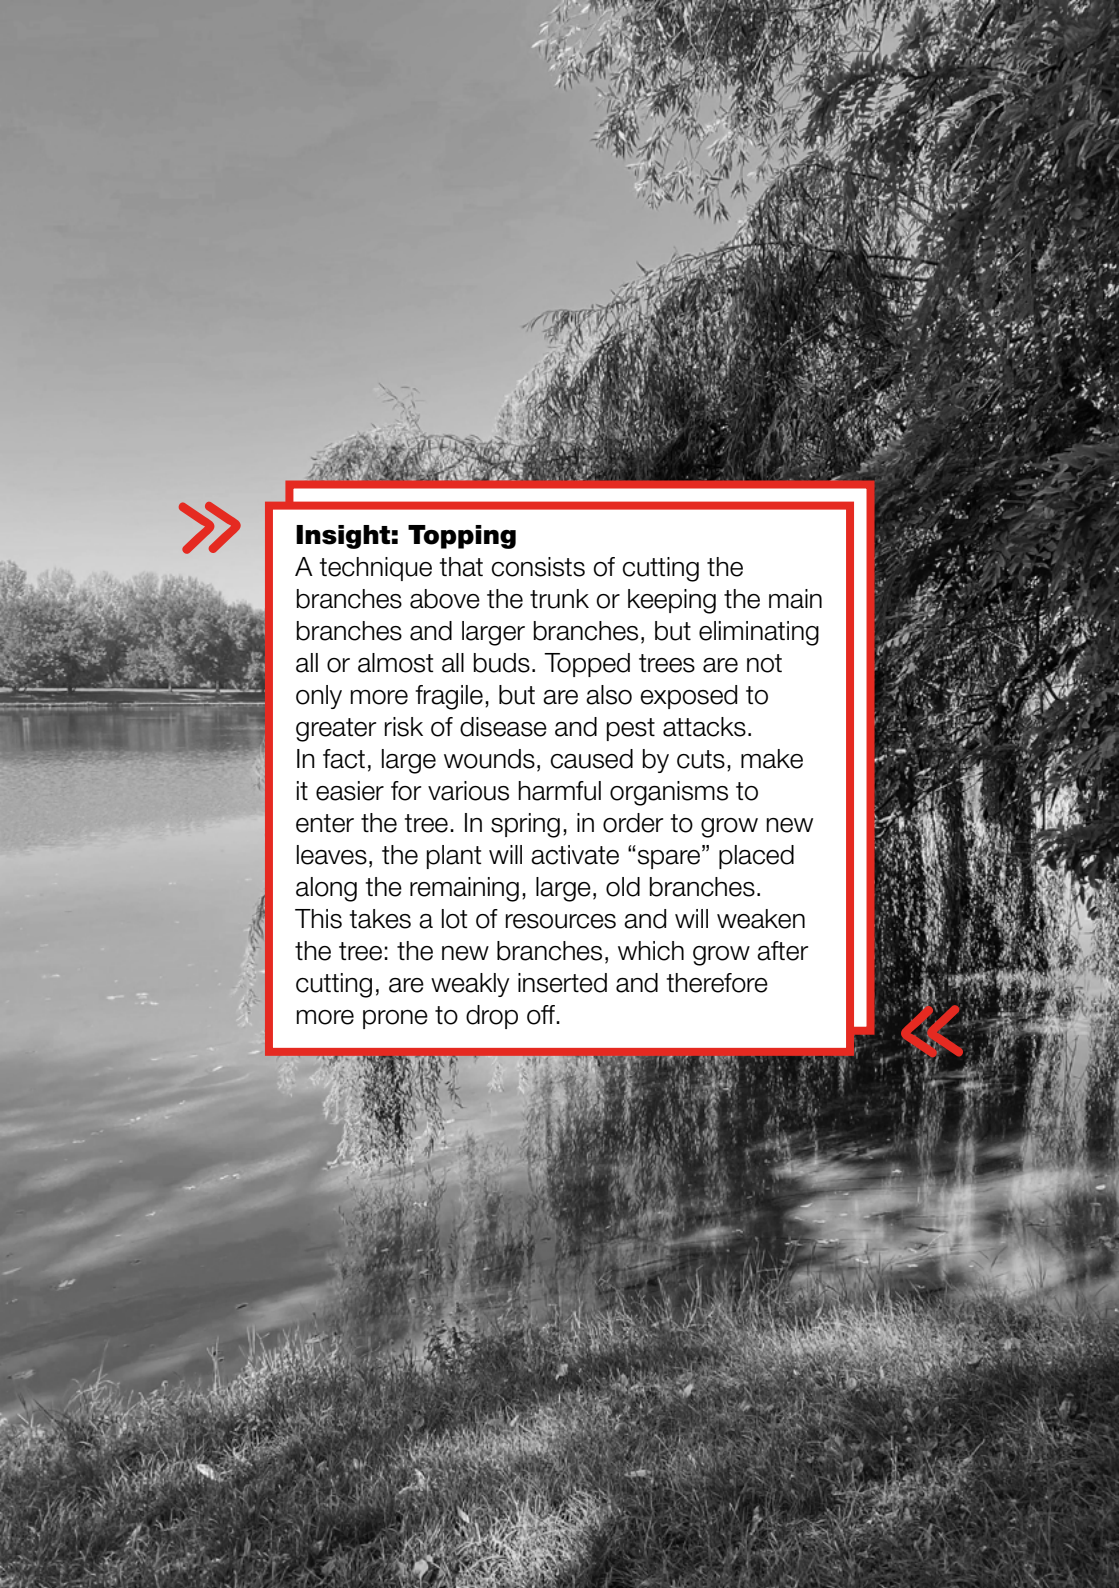 Insight: Topping
A technique that consists of cutting the
branches above the trunk or keeping the main
branches and larger branches, but eliminating
all or almost all buds. Topped trees are not
only more fragile, but are also exposed to
greater risk of disease and pest attacks.
In fact, large wounds, caused by cuts, make
it easier for various harmful organisms to
enter the tree. In spring, in order to grow new
leaves, the plant will activate “spare” placed
along the remaining, large, old branches.
This takes a lot of resources and will weaken
the tree: the new branches, which grow after
cutting, are weakly inserted and therefore
more prone to drop off.